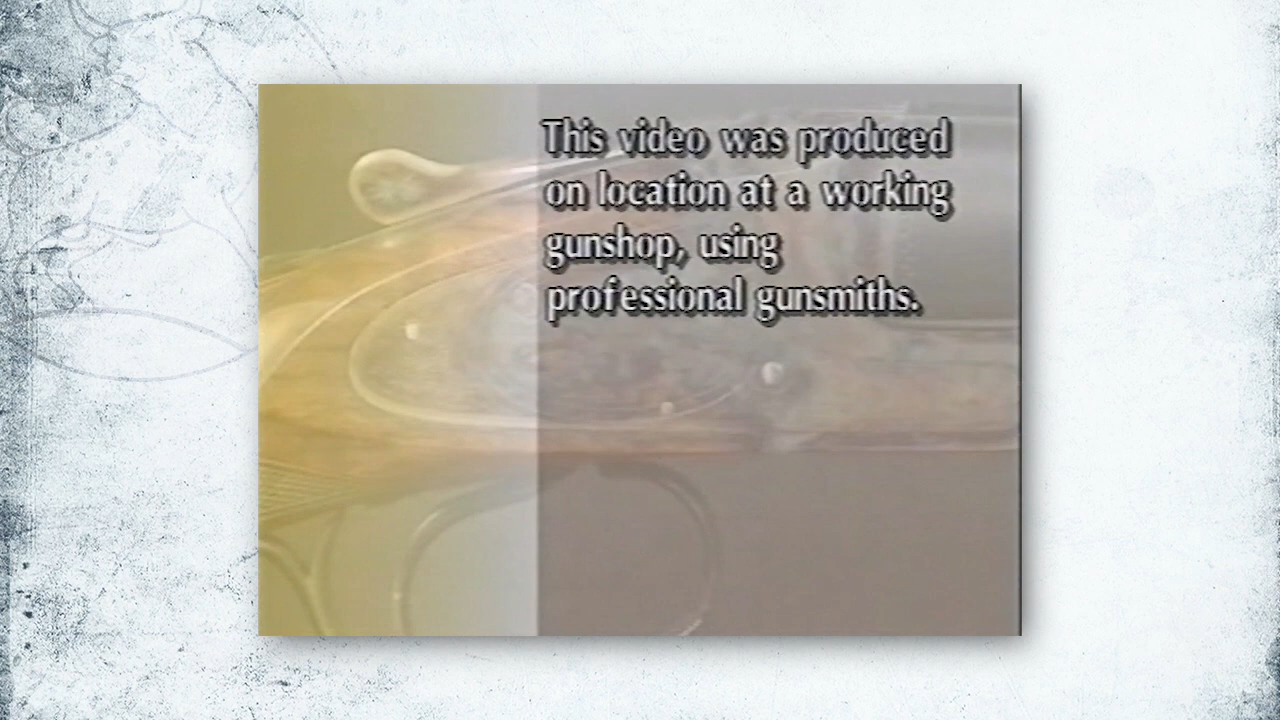 This video was produced
on location at a working
gunshop, using
professional gunsmiths.